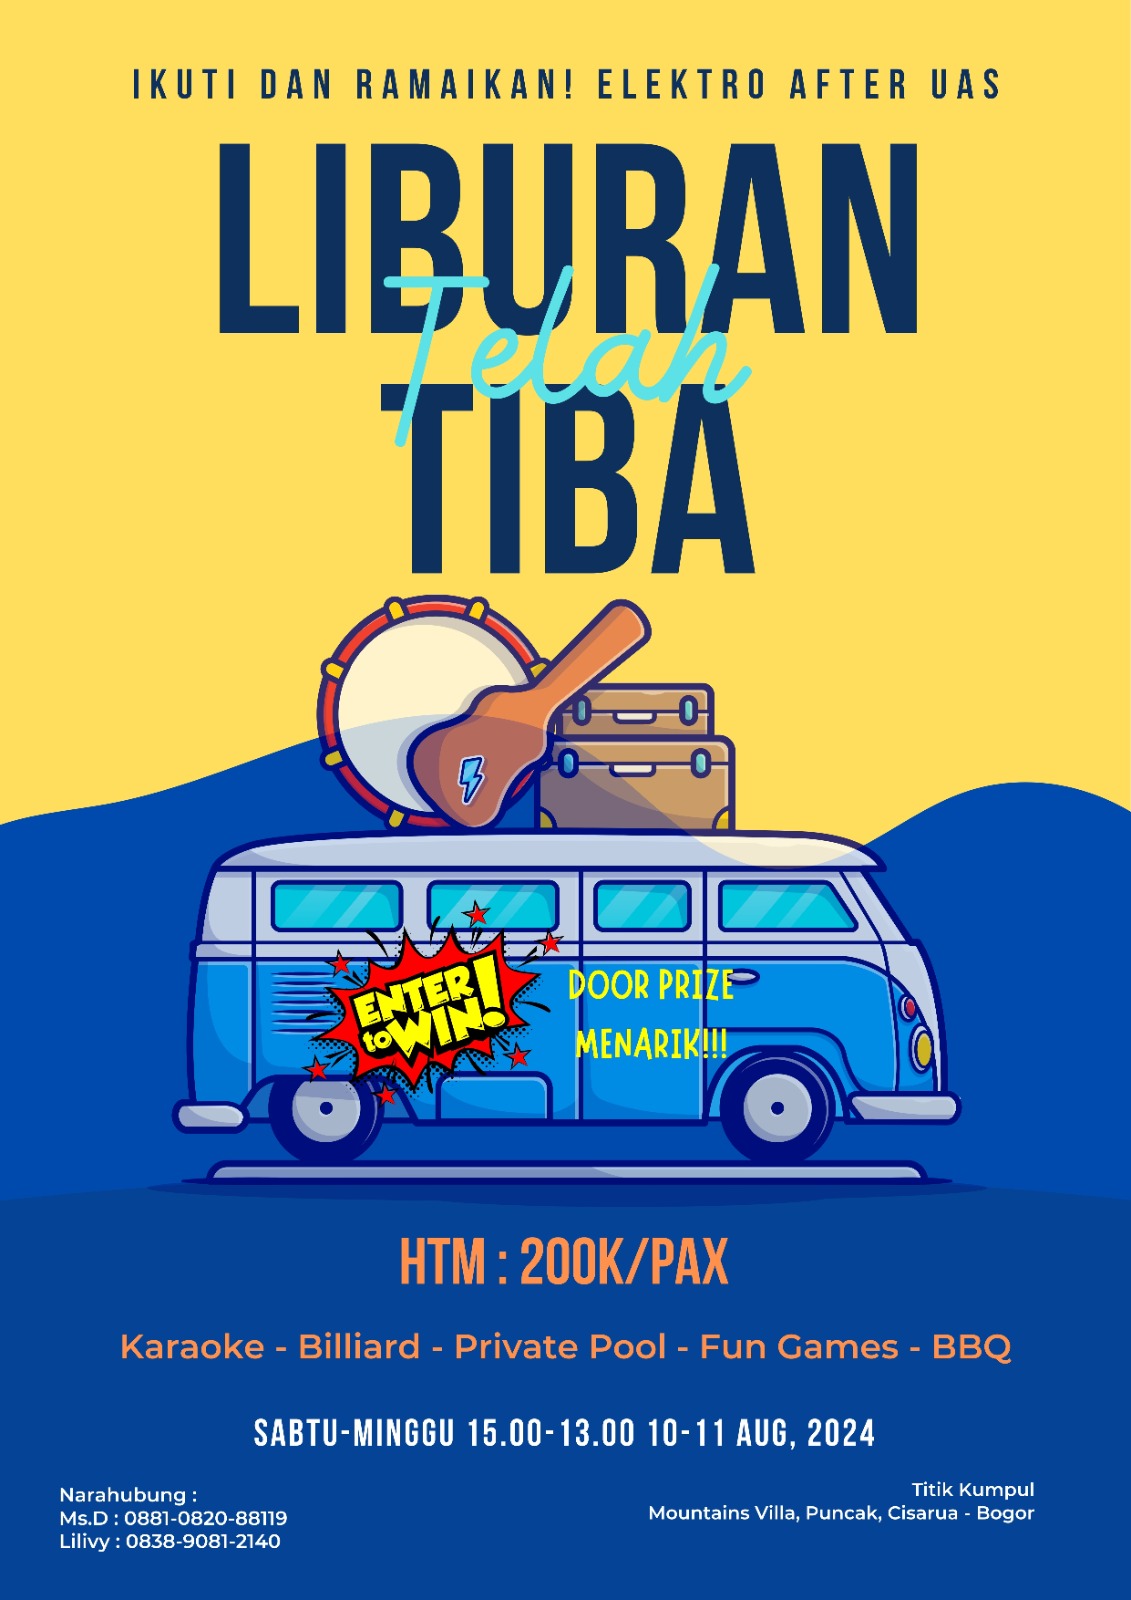 IKUTI DAN RAMAIKAN! ELEKTRO AFTER UAS
LIBURAN
Telah
TIBA
ENTER
to WIN!
DOOR PRIZE
MENARIK!!!
HTM : 200K/PAX
Karaoke - Billiard - Private Pool - Fun Games - BBQ
SABTU-MINGGU 15.00-13.00 10-11 AUG, 2024
Narahubung :
Ms.D : 0881-0820-88119
Lilivy : 0838-9081-2140
Titik Kumpul
Mountains Villa, Puncak, Cisarua - Bogor